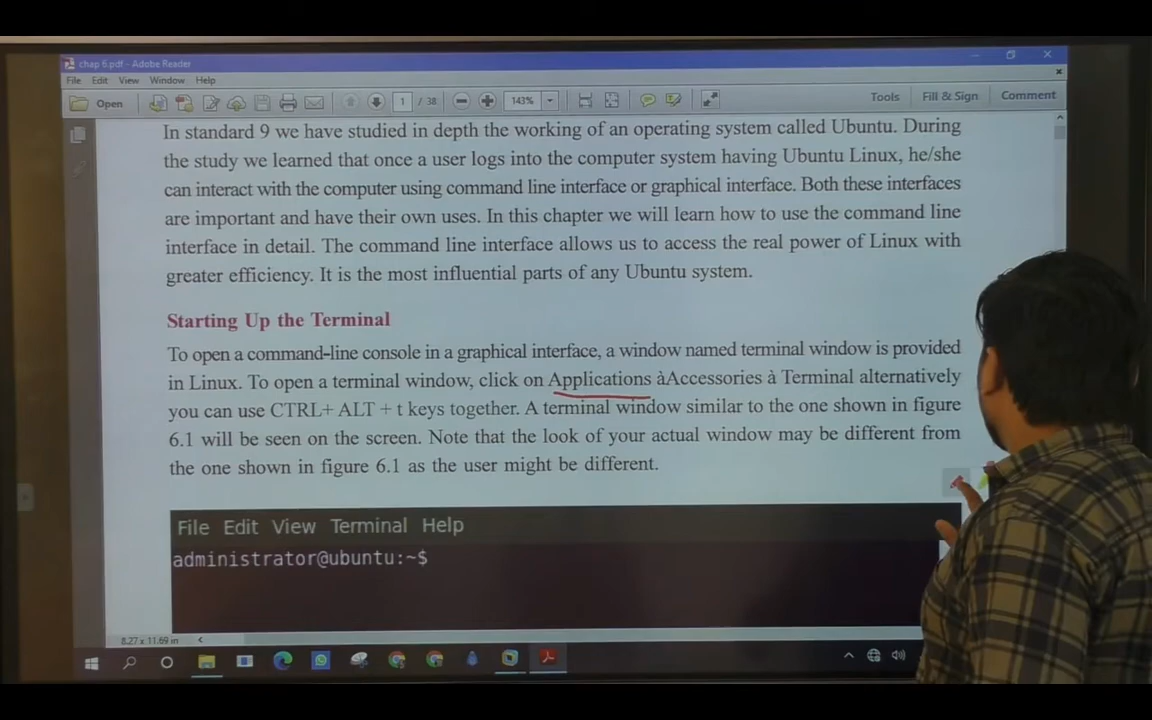 chap 6.pdf - Adobe Reader
File Edit View Window Help
Open 1 / 38 143% Tools Fill & Sign Comment
In standard 9 we have studied in depth the working of an operating system called Ubuntu. During
the study we learned that once a user logs into the computer system having Ubuntu Linux, he/she
can interact with the computer using command line interface or graphical interface. Both these interfaces
are important and have their own uses. In this chapter we will learn how to use the command line
interface in detail. The command line interface allows us to access the real power of Linux with
greater efficiency. It is the most influential parts of any Ubuntu system.
Starting Up the Terminal
To open a command-line console in a graphical interface, a window named terminal window is provided
in Linux. To open a terminal window, click on Applications àAccessories à Terminal alternatively
you can use CTRL+ ALT + t keys together. A terminal window similar to the one shown in figure
6.1 will be seen on the screen. Note that the look of your actual window may be different from
the one shown in figure 6.1 as the user might be different.
File Edit View Terminal Help
administrator@ubuntu:~$
8.27 x 11.69 in